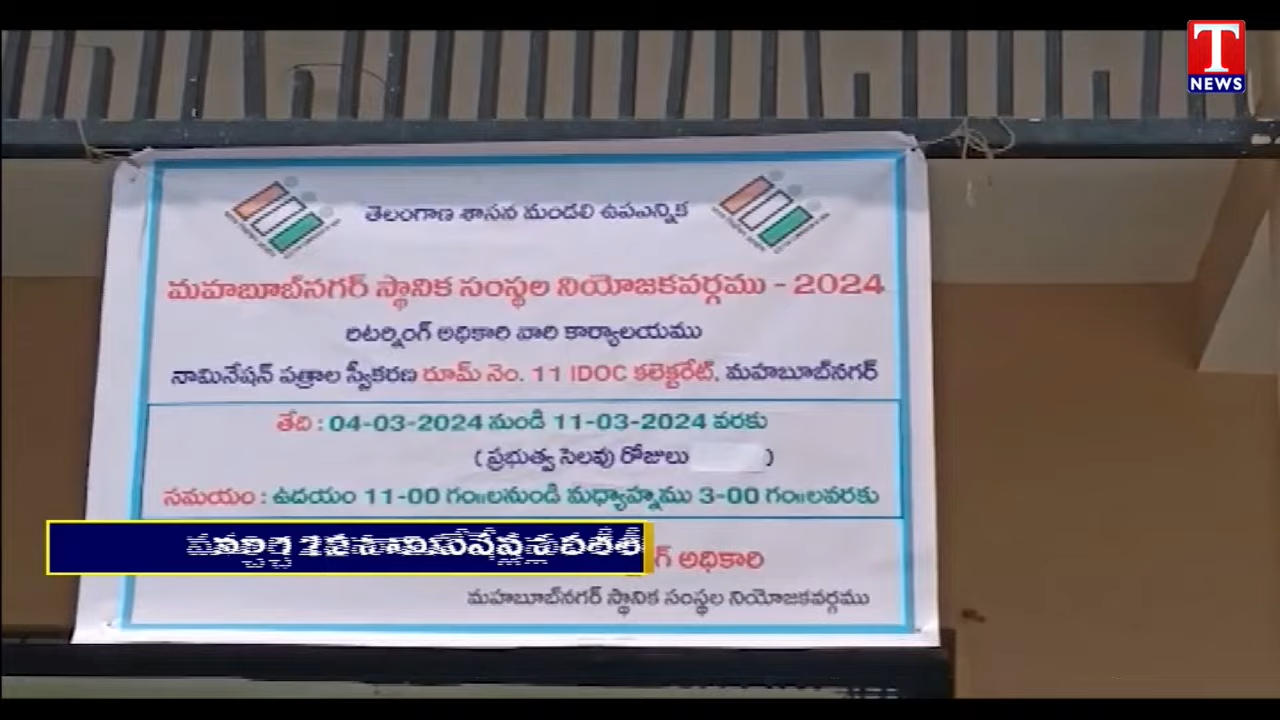 T
NEWS
తెలంగాణ శాసన మండలి ఉపఎన్నిక
మహబూబ్‌నగర్ స్థానిక సంస్థల నియోజకవర్గము - 2024
రిటర్నింగ్ అధికారి వారి కార్యాలయము
నామినేషన్ పత్రాల స్వీకరణ రూమ్ నెం. 11 IDOC కలెక్టరేట్, మహబూబ్‌నగర్
తేది : 04-03-2024 నుండి 11-03-2024 వరకు
( ప్రభుత్వ సెలవు రోజులు )
సమయం : ఉదయం 11-00 గం॥లనుండి మధ్యాహ్నము 3-00 గం॥లవరకు
అధికారి
మహబూబ్‌నగర్ స్థానిక సంస్థల నియోజకవర్గము